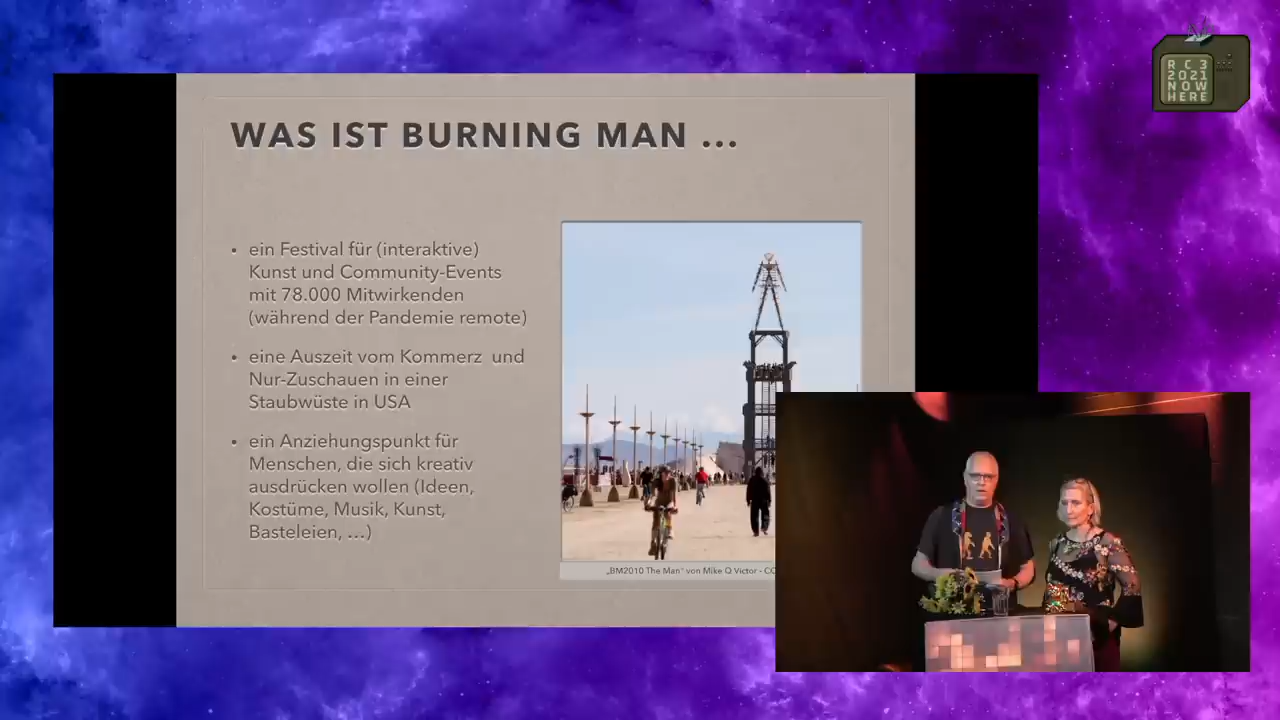 WAS IST BURNING MAN ...
• ein Festival für (interaktive)
Kunst und Community-Events
mit 78.000 Mitwirkenden
(während der Pandemie remote)
• eine Auszeit vom Kommerz und
Nur-Zuschauen in einer
Staubwüste in USA
• ein Anziehungspunkt für
Menschen, die sich kreativ
ausdrücken wollen (Ideen,
Kostüme, Musik, Kunst,
Basteleien, …)
„BM2010 The Man" von Mike Q Victor - CC
RC3
2021
NOW
HERE